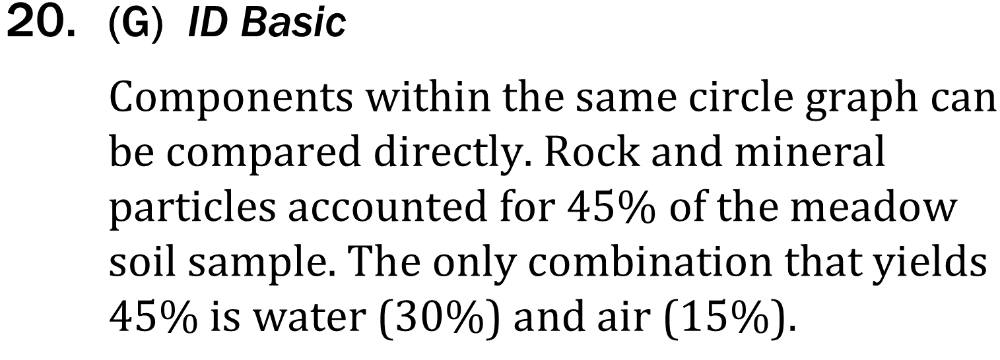 20. (G) ID Basic
Components within the same circle graph can
be compared directly. Rock and mineral
particles accounted for 45% of the meadow
soil sample. The only combination that yields
45% is water (30%) and air (15%).